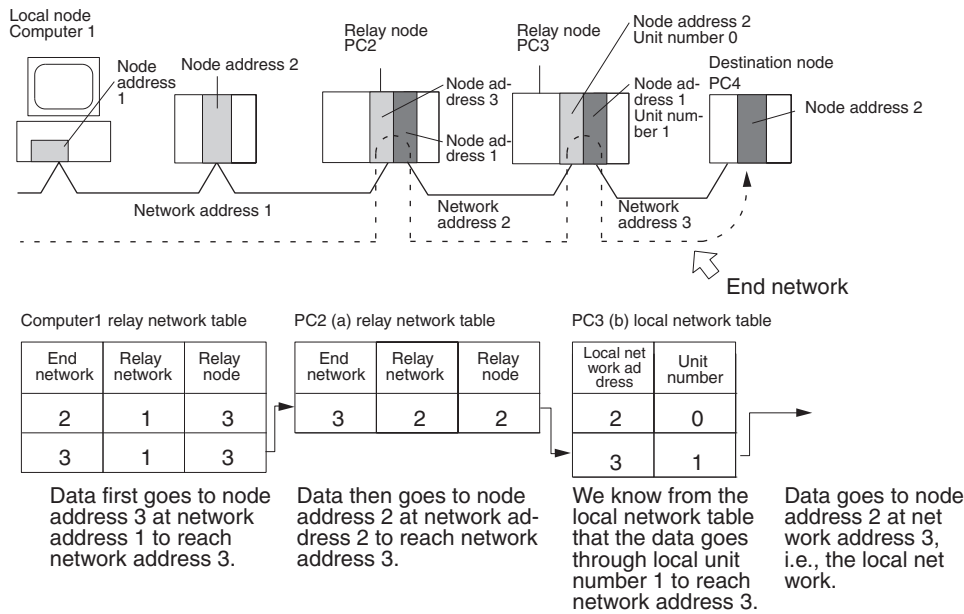 Local node
Computer 1
Node
address
1
Node address 2
Relay node
PC2
Node ad-
dress 3
Node ad-
dress 1
Relay node
PC3
Node address 2
Unit number 0
Node ad-
dress 1
Unit num-
ber 1
Destination node
PC4
Node address 2
Network address 1
Network
address 2
Network
address 3
End network
Computer1 relay network table
End
network
Relay
network
Relay
node
2 1 3
3 1 3
Data first goes to node
address 3 at network
address 1 to reach
network address 3.
PC2 (a) relay network table
End
network
Relay
network
Relay
node
3 2 2
Data then goes to node
address 2 at network ad-
dress 2 to reach network
address 3.
PC3 (b) local network table
Local net
work ad
dress
Unit
number
2 0
3 1
We know from the
local network table
that the data goes
through local unit
number 1 to reach
network address 3.
Data goes to node
address 2 at net
work address 3,
i.e., the local net
work.